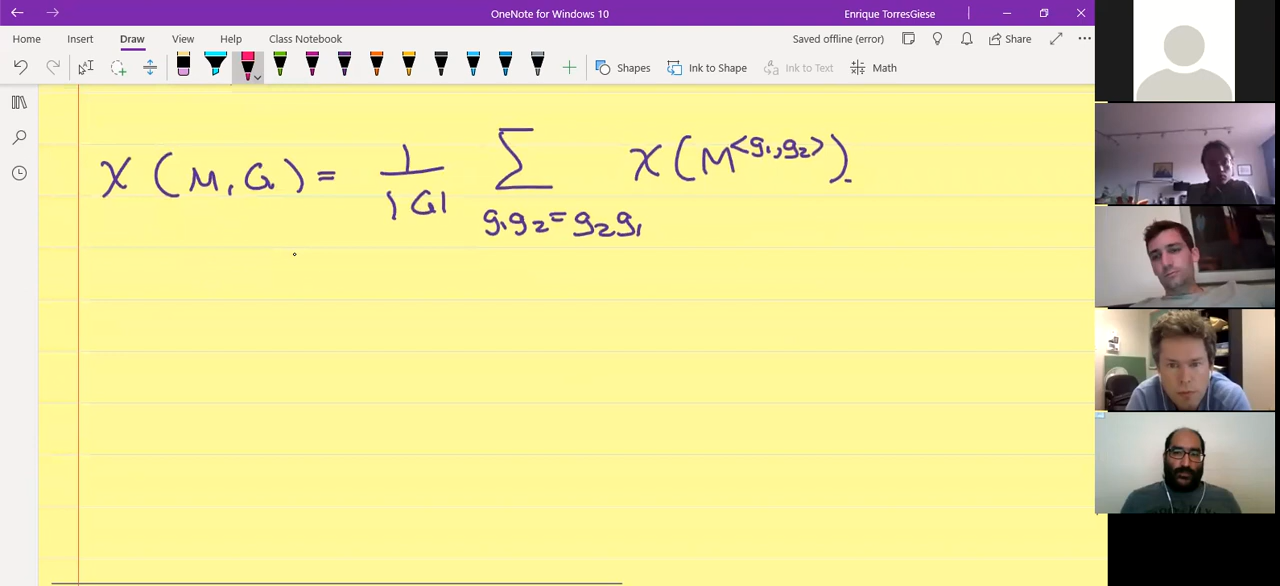 OneNote for Windows 10
Enrique TorresGiese
Home Insert Draw View Help Class Notebook
Saved offline (error)
Share
Shapes
Ink to Shape
Ink to Text
Math
χ(M,G) = 1/|G| Σ χ(M^<g₁,g₂>).
g₁g₂=g₂g₁